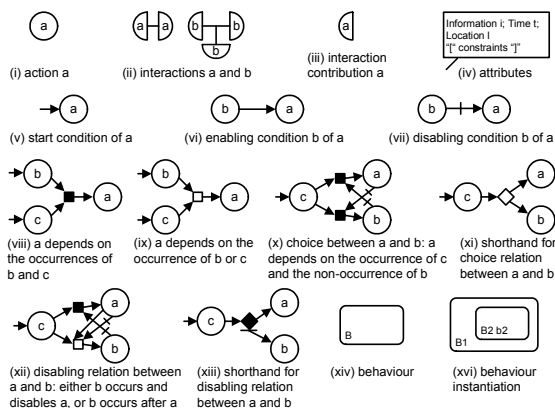 a
a a
b b
b
a
Information i; Time t;
Location l
"[" constraints "]"
(i) action a
(ii) interactions a and b
(iii) interaction
contribution a
(iv) attributes
a
b a
b a
(v) start condition of a
(vi) enabling condition b of a
(vii) disabling condition b of a
b
a
c
b
a
c
a
c
b
a
c
b
(viii) a depends on
the occurrences of
b and c
(ix) a depends on the
occurrence of b or c
(x) choice between a and b: a
depends on the occurrence of c
and the non-occurrence of b
(xi) shorthand for
choice relation
between a and b
a
c
b
a
c
b
B
B2 b2
B1
(xii) disabling relation between
a and b: either b occurs and
disables a, or b occurs after a
(xiii) shorthand for
disabling relation
between a and b
(xiv) behaviour
(xvi) behaviour
instantiation